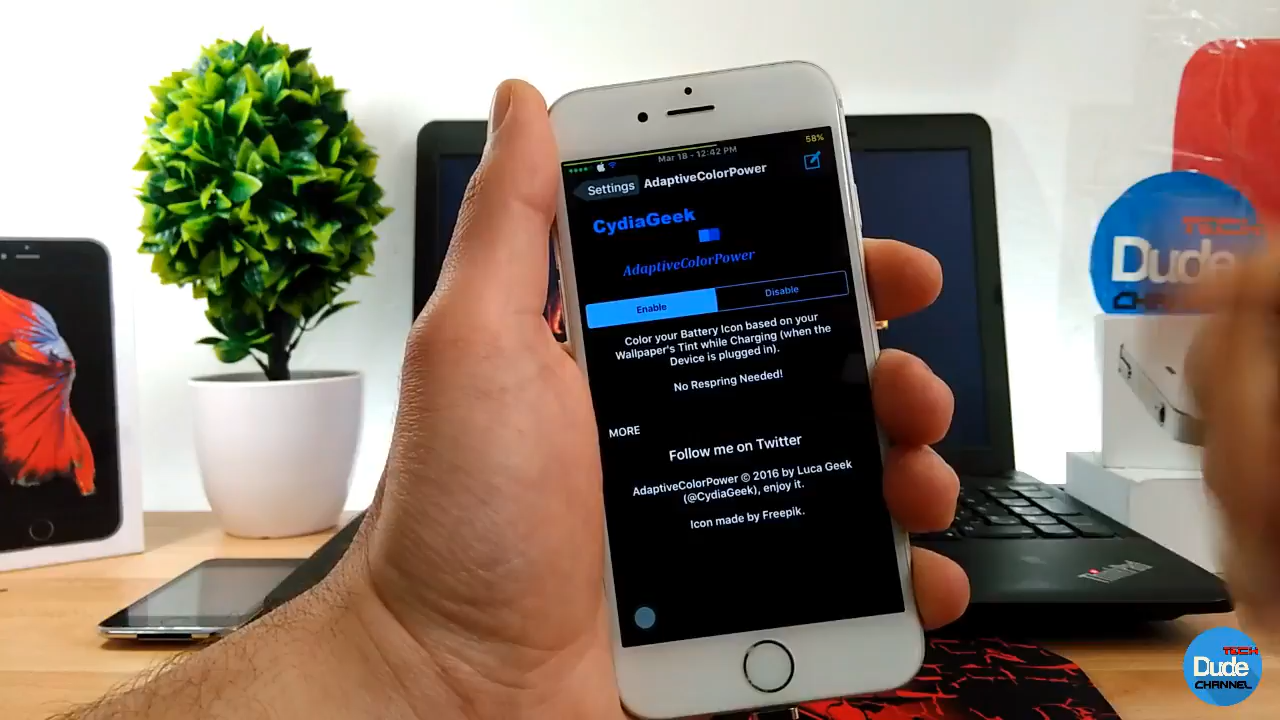 58%
Mar 18 - 12:42 PM
Settings
AdaptiveColorPower
CydiaGeek
AdaptiveColorPower
Enable
Disable
Color your Battery Icon based on your
Wallpaper's Tint while Charging (when the
Device is plugged in).
No Respring Needed!
MORE
Follow me on Twitter
AdaptiveColorPower © 2016 by Luca Geek
(@CydiaGeek), enjoy it.
Icon made by Freepik.
TECH
Dude
ThinkPad
TECH
Dude
CHANNEL